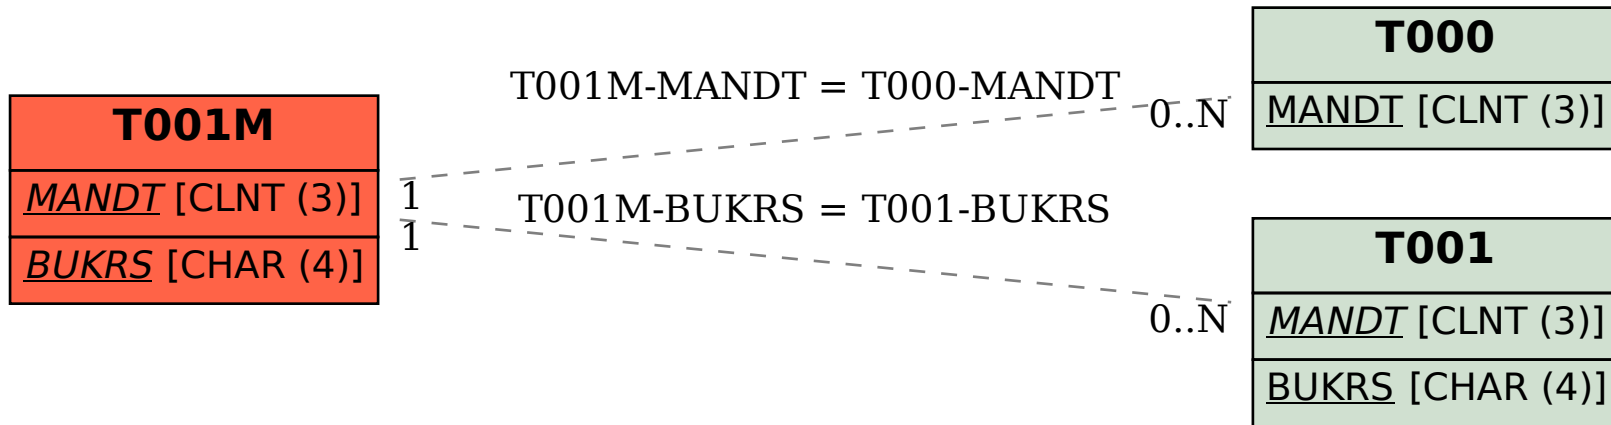 T001M
MANDT [CLNT (3)]
BUKRS [CHAR (4)]
T001M-MANDT = T000-MANDT
1
0..N
T001M-BUKRS = T001-BUKRS
1
0..N
T000
MANDT [CLNT (3)]
T001
MANDT [CLNT (3)]
BUKRS [CHAR (4)]